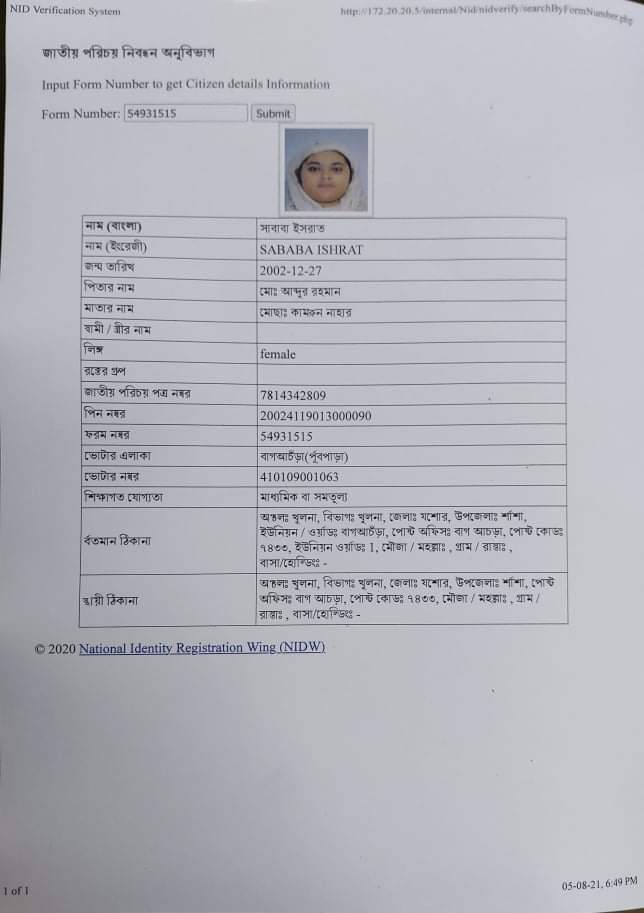 NID Verification System
http://172.20.20.5/internal/Nid/nidverify/searchByFormNumber.php
জাতীয় পরিচয় নিবন্ধন অনুবিভাগ
Input Form Number to get Citizen details Information
Form Number: 54931515 Submit
নাম (বাংলা) সাবাবা ইসরাত
নাম (ইংরেজী) SABABA ISHRAT
জন্ম তারিখ 2002-12-27
পিতার নাম মোঃ আব্দুর রহমান
মাতার নাম মোছাঃ কামরুন নাহার
স্বামী / স্ত্রীর নাম
লিঙ্গ female
রক্তের গ্রুপ
জাতীয় পরিচয় পত্র নম্বর 7814342809
পিন নম্বর 20024119013000090
ফরম নম্বর 54931515
ভোটার এলাকা বাগআচঁড়া(র্পূবপাড়া)
ভোটার নম্বর 410109001063
শিক্ষাগত যোগ্যতা মাধ্যমিক বা সমতুল্য
র্বতমান ঠিকানা
অঞ্চলঃ খুলনা, বিভাগঃ খুলনা, জেলাঃ যশোর, উপজেলাঃ র্শাশা,
ইউনিয়ন / ওর্য়াডঃ বাগআচঁড়া, পোস্ট অফিসঃ বাগ আচড়া, পোস্ট কোডঃ
৭৪৩৩, ইউনিয়ন ওর্য়াডঃ 1, মৌজা / মহল্লাঃ , গ্রাম / রাস্তাঃ ,
বাসা/হোল্ডিংঃ -
স্থায়ী ঠিকানা
অঞ্চলঃ খুলনা, বিভাগঃ খুলনা, জেলাঃ যশোর, উপজেলাঃ র্শাশা, পোস্ট
অফিসঃ বাগ আচড়া, পোস্ট কোডঃ ৭৪৩৩, মৌজা / মহল্লাঃ , গ্রাম /
রাস্তাঃ , বাসা/হোল্ডিংঃ -
© 2020 National Identity Registration Wing (NIDW)
1 of 1
05-08-21, 6:49 PM